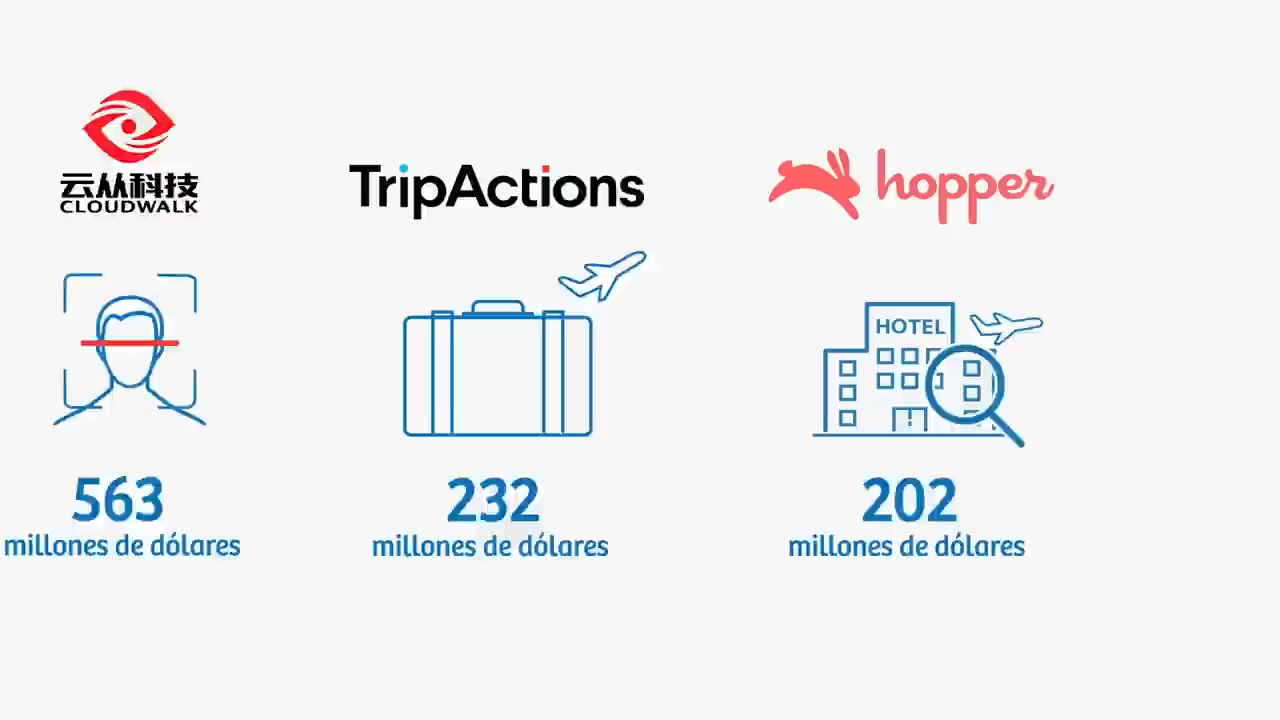 云从科技
CLOUDWALK
TripActions
hopper
HOTEL
563
millones de dólares
232
millones de dólares
202
millones de dólares